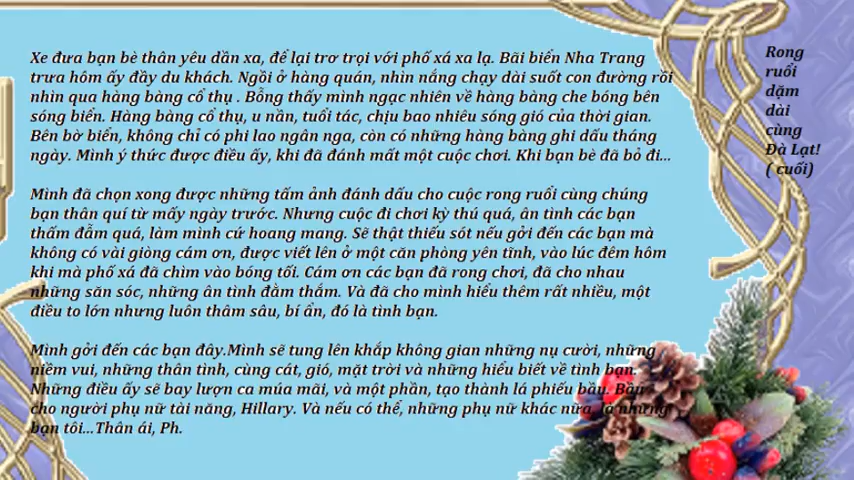 Xe đưa bạn bè thân yêu dần xa, để lại trơ trọi với phố xá xa lạ. Bãi biển Nha Trang
trưa hôm ấy đầy du khách. Ngồi ở hàng quán, nhìn nắng chạy dài suốt con đường rồi
nhìn qua hàng bàng cổ thụ . Bỗng thấy mình ngạc nhiên về hàng bàng che bóng bên
sóng biển. Hàng bàng cổ thụ, u nần, tuổi tác, chịu bao nhiêu sóng gió của thời gian.
Bên bờ biển, không chỉ có phi lao ngân nga, còn có những hàng bàng ghi dấu tháng
ngày. Mình ý thức được điều ấy, khi đã đánh mất một cuộc chơi. Khi bạn bè đã bỏ đi...
Mình đã chọn xong được những tấm ảnh đánh dấu cho cuộc rong ruổi cùng chúng
bạn thân quí từ mấy ngày trước. Nhưng cuộc đi chơi kỳ thú quá, ân tình các bạn
thấm đẫm quá, làm mình cứ hoang mang. Sẽ thật thiếu sót nếu gởi đến các bạn mà
không có vài giòng cám ơn, được viết lên ở một căn phòng yên tĩnh, vào lúc đêm hôm
khi mà phố xá đã chìm vào bóng tối. Cám ơn các bạn đã rong chơi, đã cho nhau
những săn sóc, những ân tình đằm thắm. Và đã cho mình hiểu thêm rất nhiều, một
điều to lớn nhưng luôn thâm sâu, bí ẩn, đó là tình bạn.
Mình gởi đến các bạn đây.Mình sẽ tung lên khắp không gian những nụ cười, những
niềm vui, những thân tình, cùng cát, gió, mặt trời và những hiểu biết về tình bạn.
Những điều ấy sẽ bay lượn ca múa mãi, và một phần, tạo thành lá phiếu bầu. Bầu
cho người phụ nữ tài năng, Hillary. Và nếu có thể, những phụ nữ khác nữa, là những
bạn tôi...Thân ái, Ph.
Rong
ruổi
dặm
dài
cùng
Đà Lạt!
( cuối)